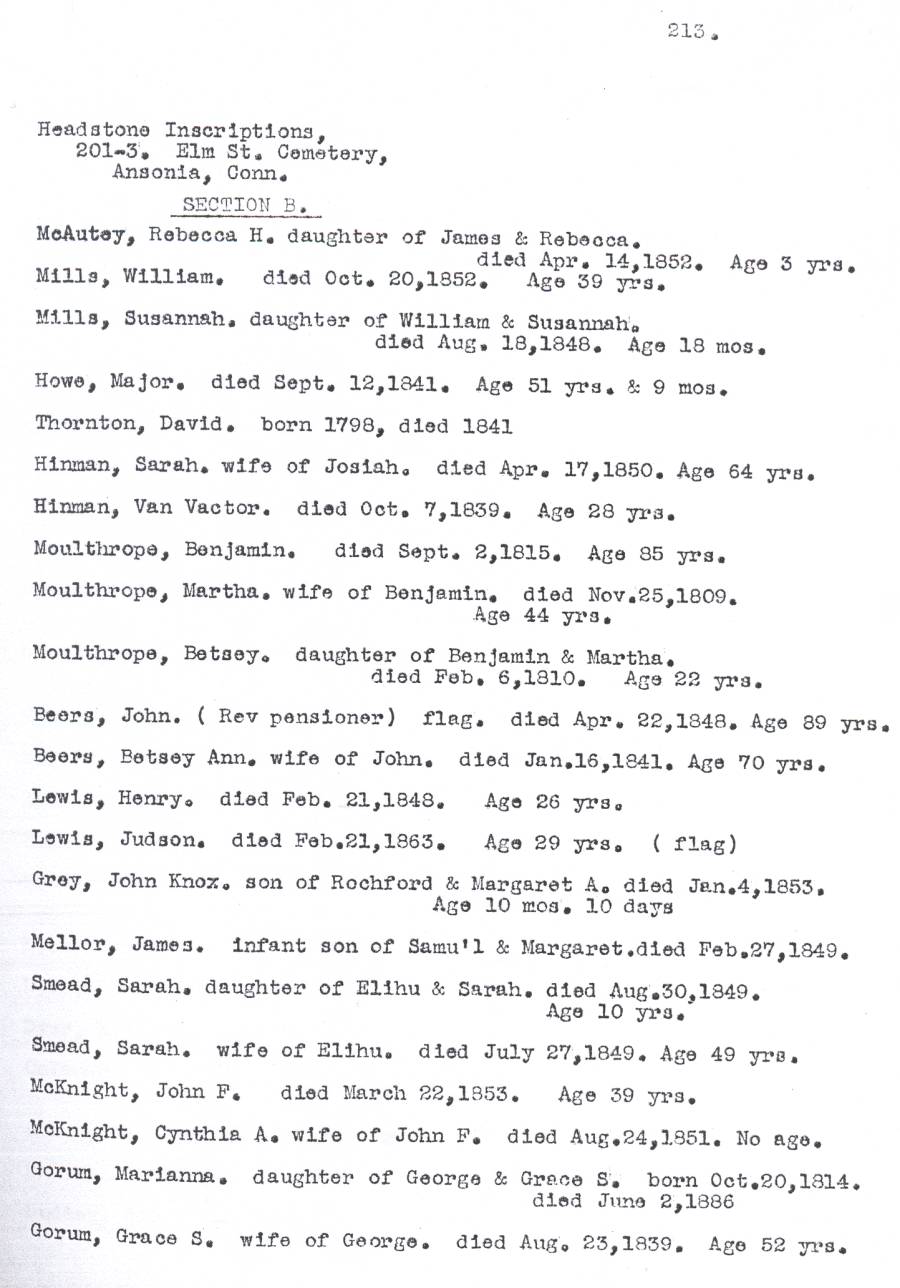 213.
Headstone Inscriptions,
201-3. Elm St. Cemetery,
Ansonia, Conn.
SECTION B.
McAutey, Rebecca H. daughter of James & Rebecca.
died Apr. 14,1852. Age 3 yrs.
Mills, William. died Oct. 20,1852. Age 39 yrs.
Mills, Susannah. daughter of William & Susannah.
died Aug. 18,1848. Age 18 mos.
Howe, Major. died Sept. 12,1841. Age 51 yrs. & 9 mos.
Thornton, David. born 1798, died 1841
Hinman, Sarah. wife of Josiah. died Apr. 17,1850. Age 64 yrs.
Hinman, Van Vactor. died Oct. 7,1839. Age 28 yrs.
Moulthrope, Benjamin. died Sept. 2,1815. Age 85 yrs.
Moulthrope, Martha. wife of Benjamin. died Nov.25,1809.
Age 44 yrs.
Moulthrope, Betsey. daughter of Benjamin & Martha.
died Feb. 6,1810. Age 22 yrs.
Beers, John. ( Rev pensioner) flag. died Apr. 22,1848. Age 89 yrs.
Beers, Betsey Ann. wife of John. died Jan.16,1841. Age 70 yrs.
Lewis, Henry. died Feb. 21,1848. Age 26 yrs.
Lewis, Judson. died Feb.21,1863. Age 29 yrs. ( flag)
Grey, John Knox. son of Rochford & Margaret A. died Jan.4,1853.
Age 10 mos. 10 days
Mellor, James. infant son of Samu'l & Margaret.died Feb.27,1849.
Smead, Sarah. daughter of Elihu & Sarah. died Aug.30,1849.
Age 10 yrs.
Smead, Sarah. wife of Elihu. died July 27,1849. Age 49 yrs.
McKnight, John F. died March 22,1853. Age 39 yrs.
McKnight, Cynthia A. wife of John F. died Aug.24,1851. No age.
Gorum, Marianna. daughter of George & Grace S. born Oct.20,1814.
died June 2,1886
Gorum, Grace S. wife of George. died Aug. 23,1839. Age 52 yrs.